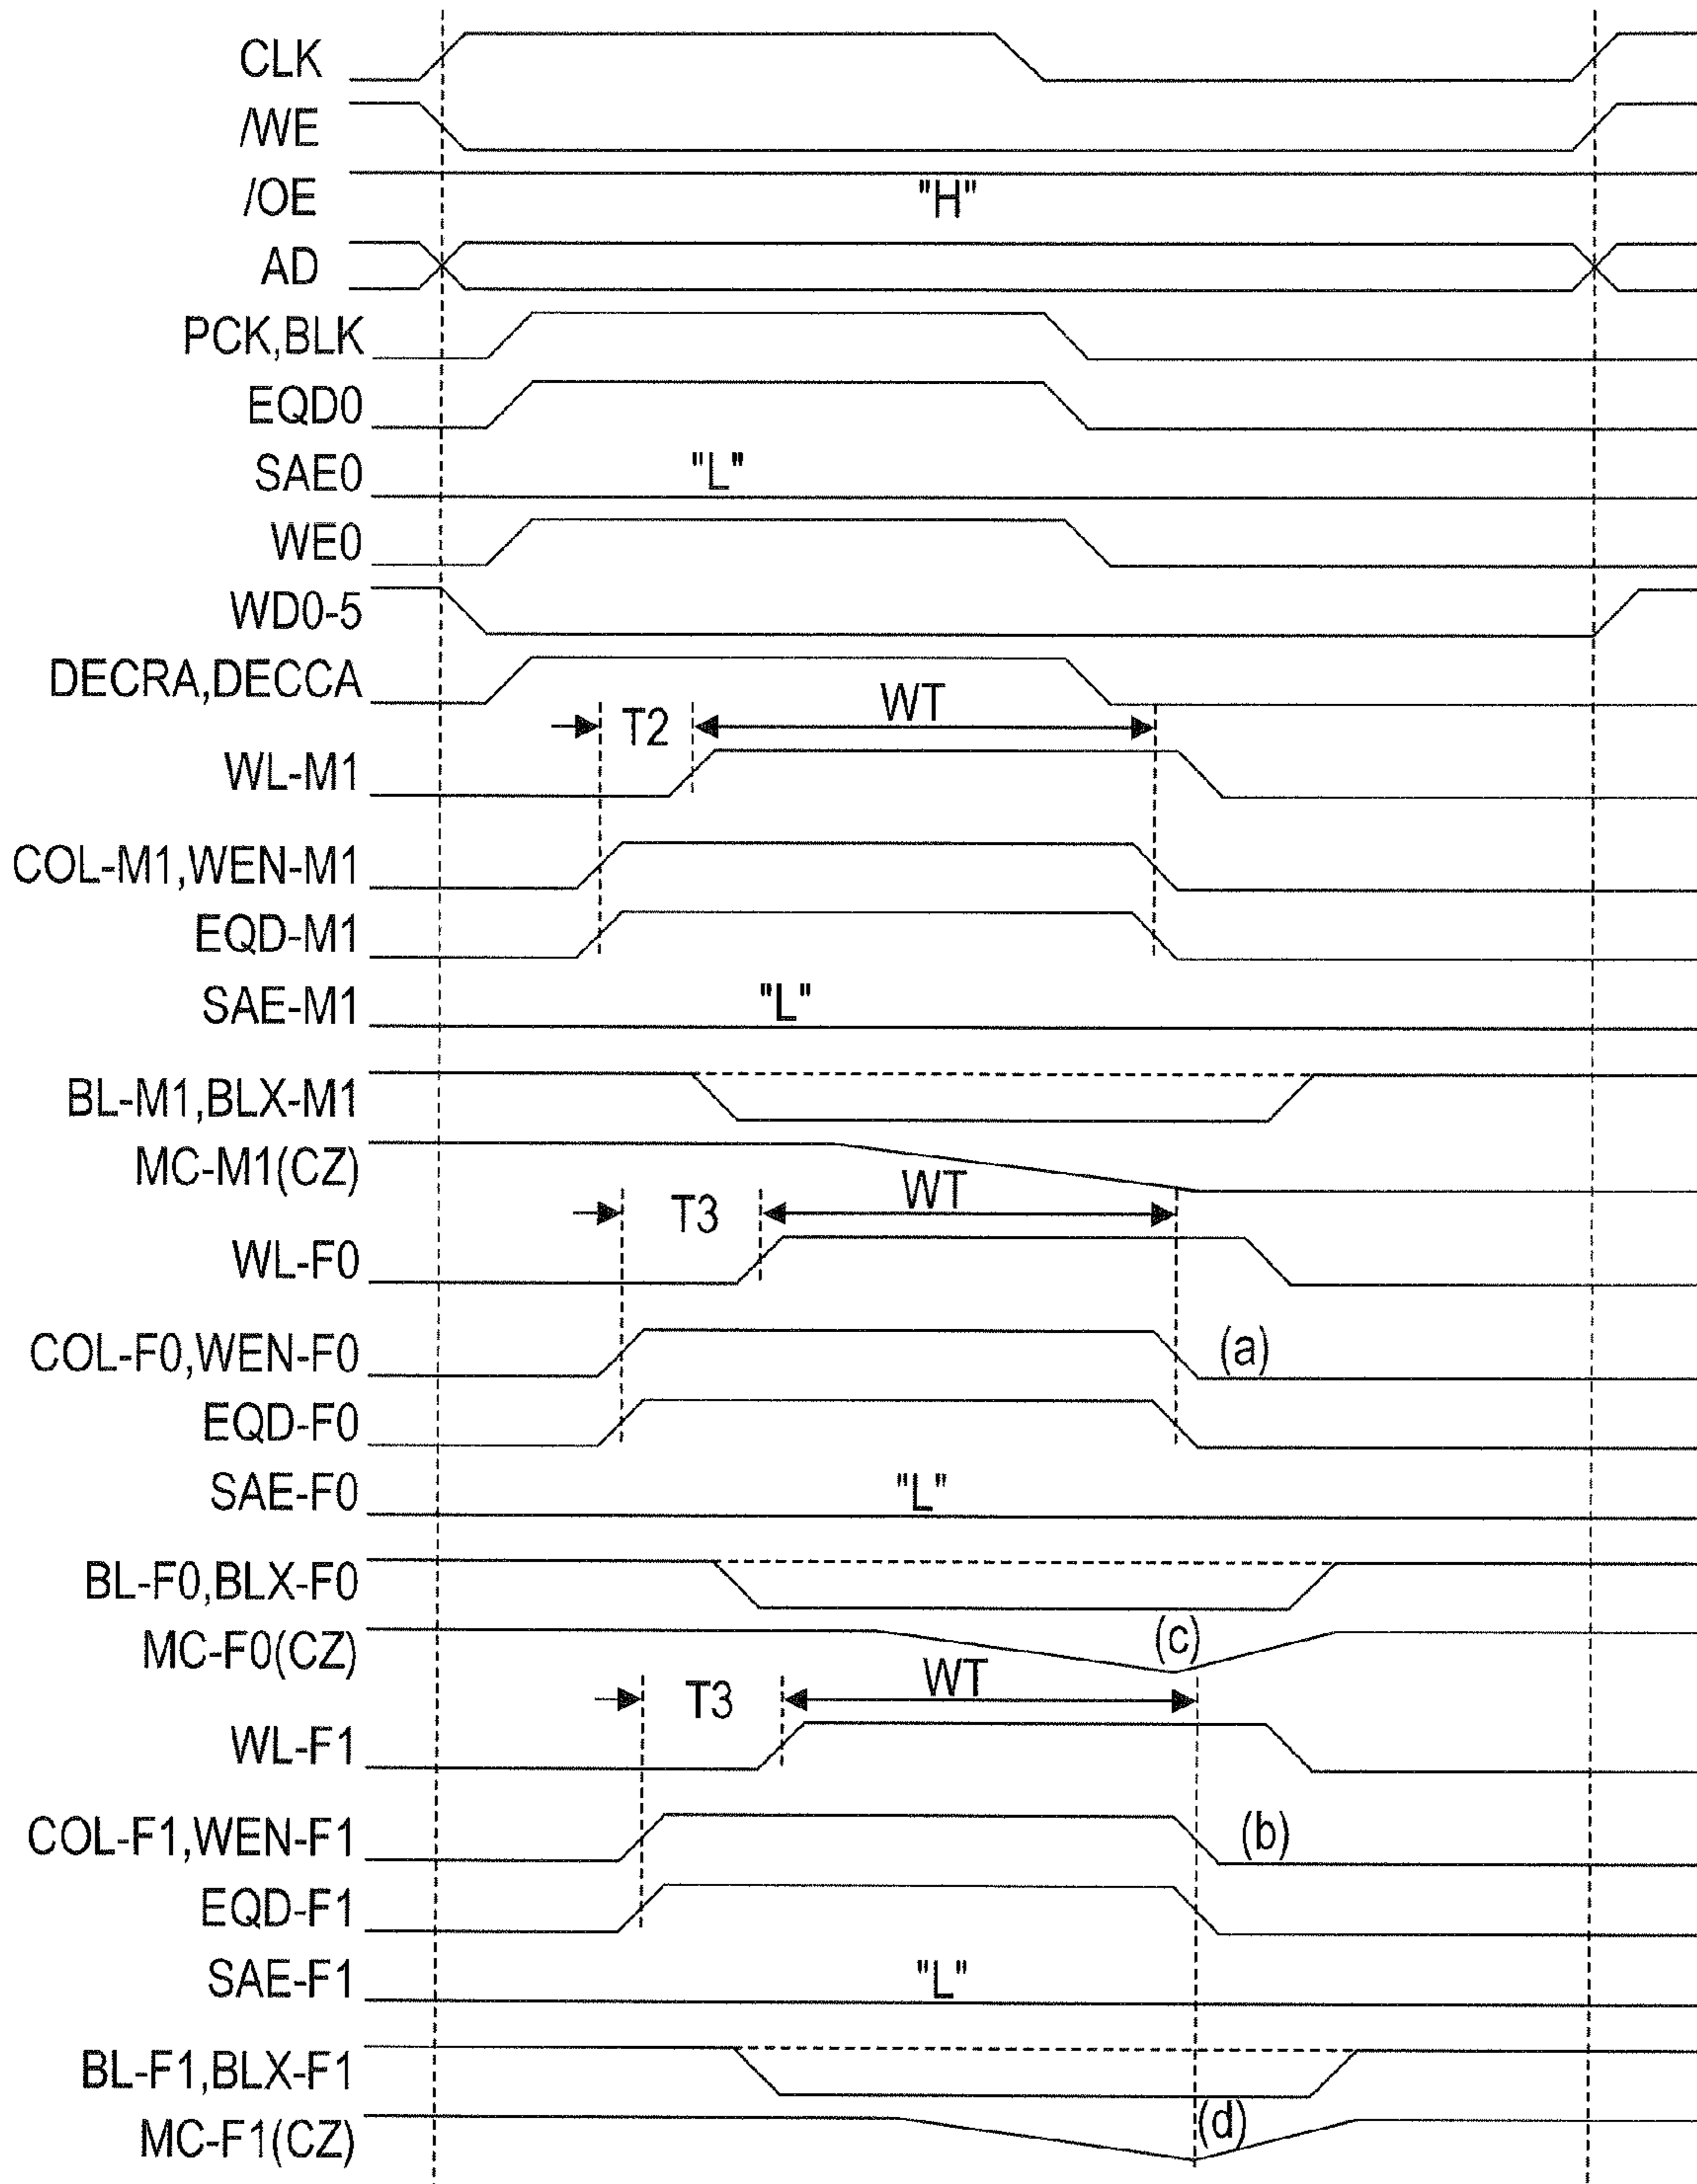 CLK
/WE
/OE "H"
AD
PCK,BLK
EQD0
SAE0 "L"
WE0
WD0-5
DECRA,DECCA
T2 WT
WL-M1
COL-M1,WEN-M1
EQD-M1
SAE-M1 "L"
BL-M1,BLX-M1
MC-M1(CZ)
T3 WT
WL-F0
COL-F0,WEN-F0 (a)
EQD-F0
SAE-F0 "L"
BL-F0,BLX-F0
MC-F0(CZ) (c)
T3 WT
WL-F1
COL-F1,WEN-F1 (b)
EQD-F1
SAE-F1 "L"
BL-F1,BLX-F1
MC-F1(CZ) (d)